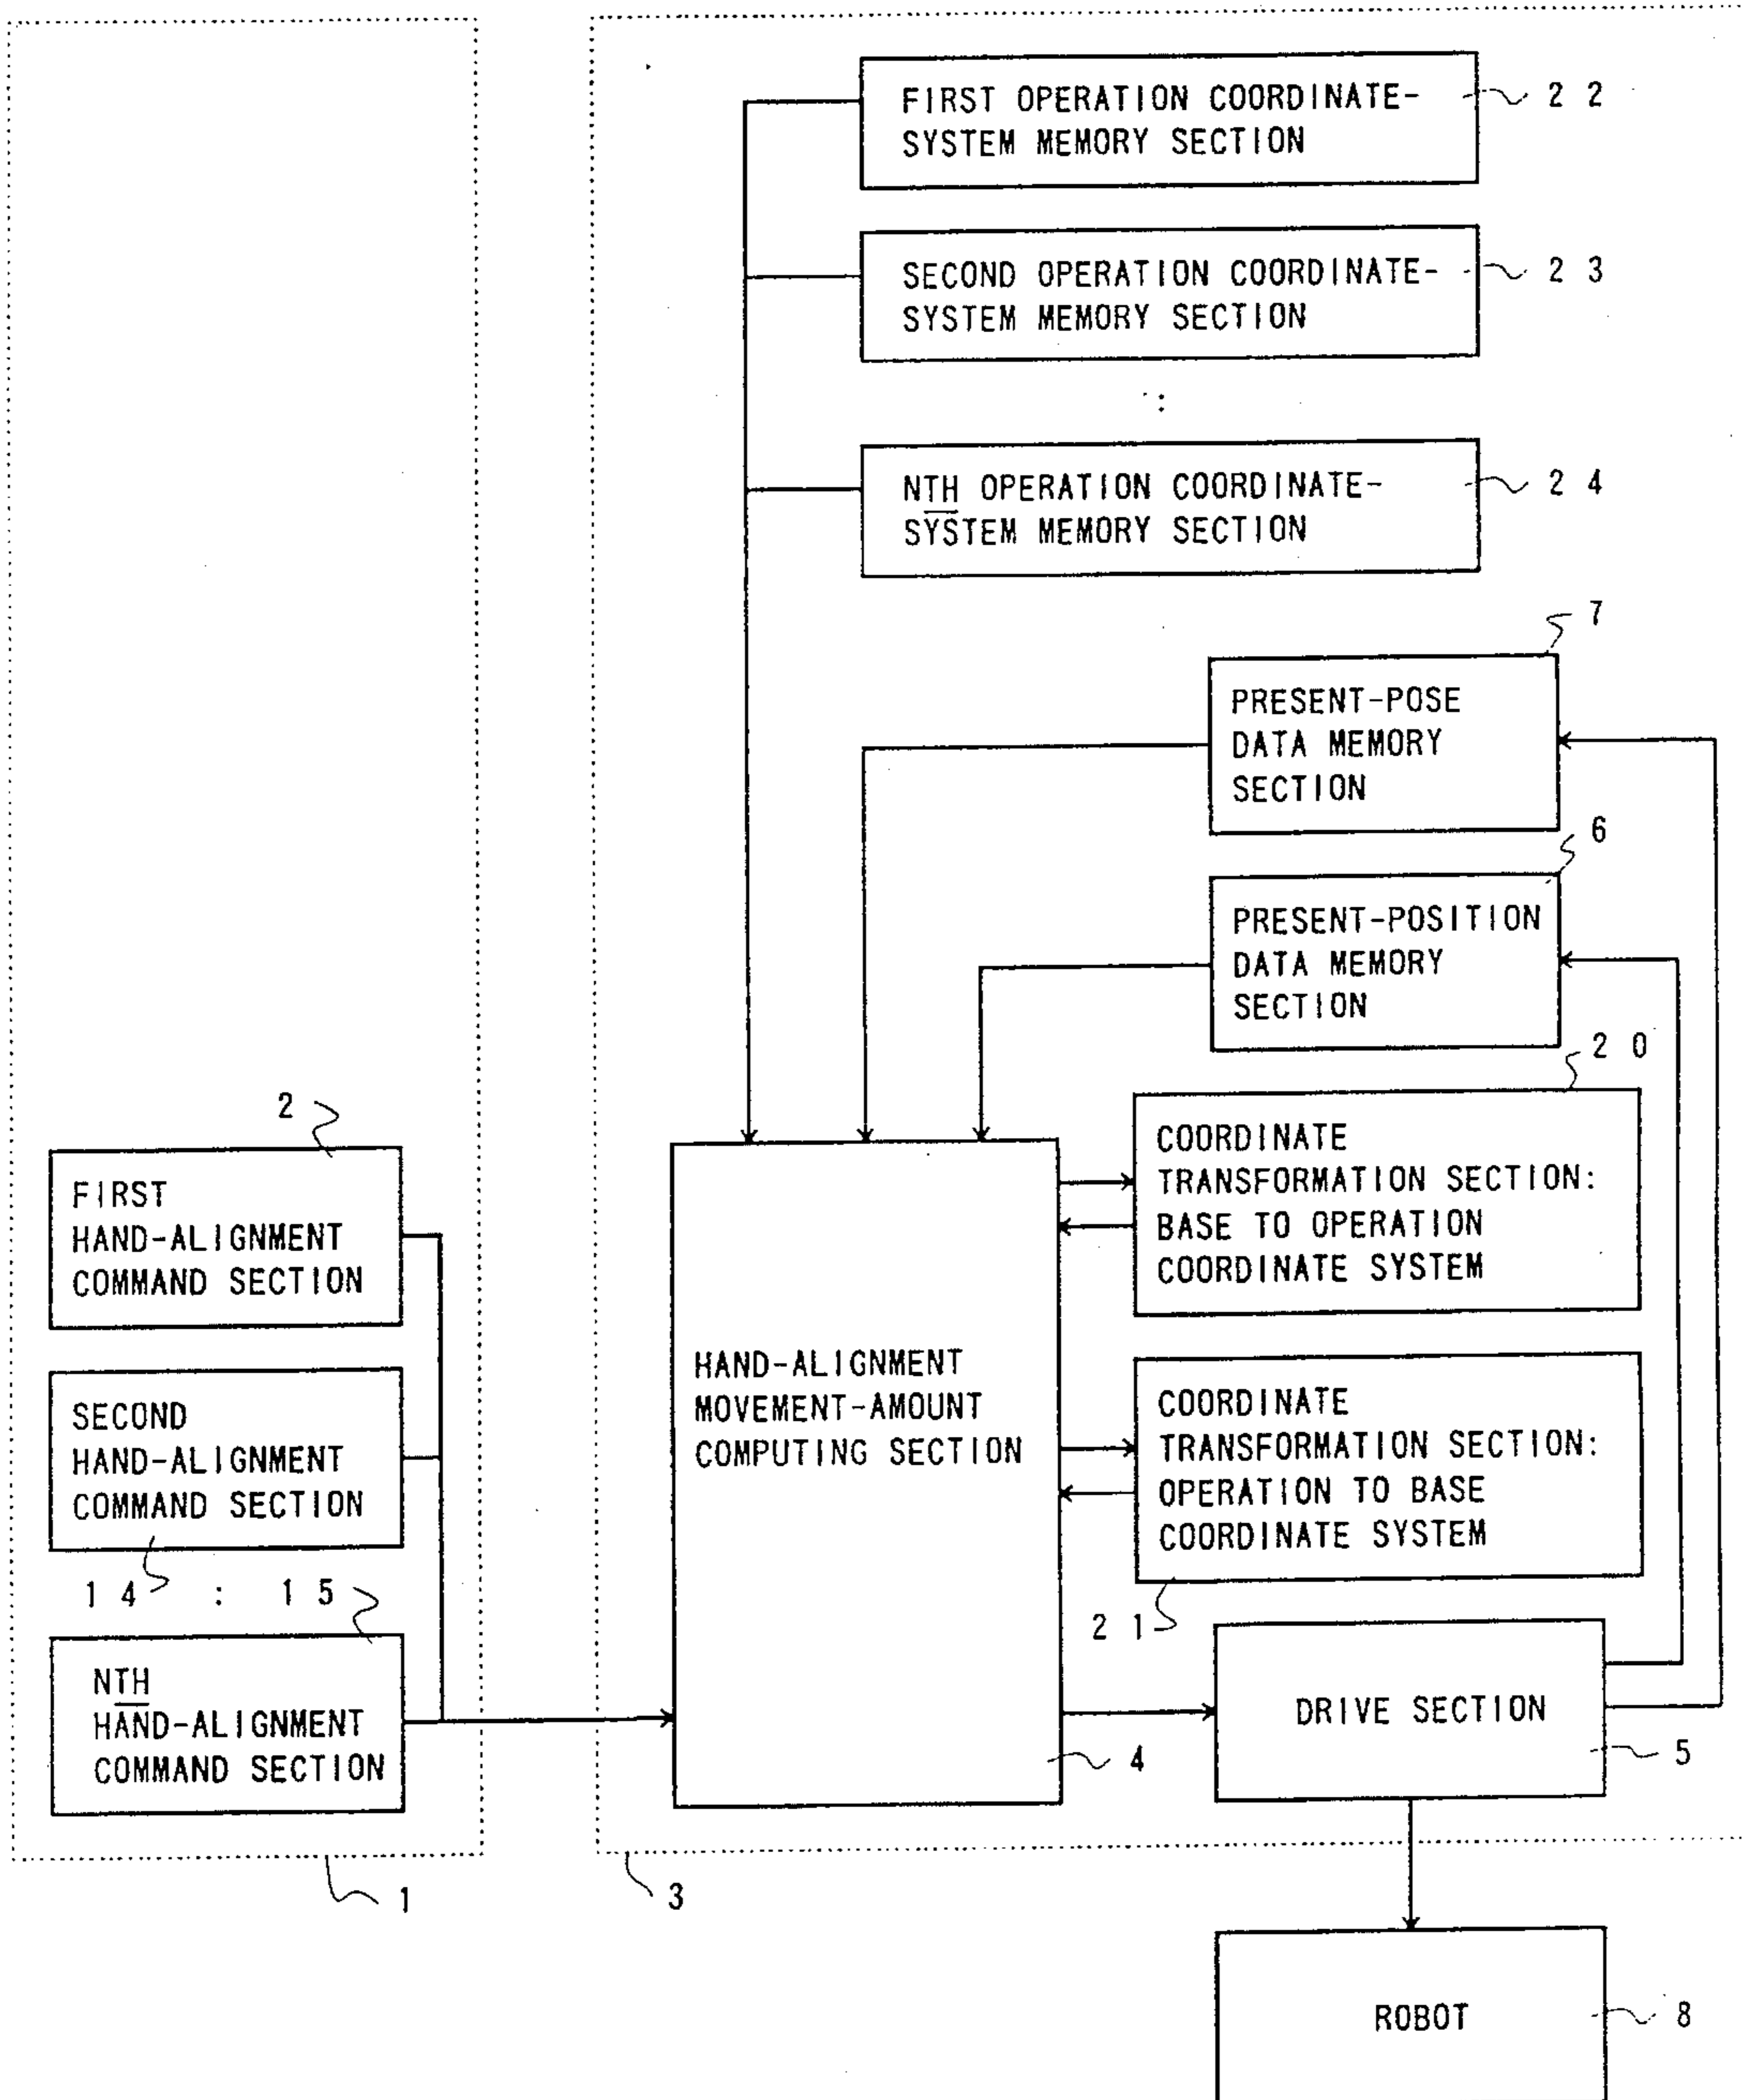 FIRST OPERATION COORDINATE-
SYSTEM MEMORY SECTION
22
SECOND OPERATION COORDINATE-
SYSTEM MEMORY SECTION
23
:
NTH OPERATION COORDINATE-
SYSTEM MEMORY SECTION
24
7
PRESENT-POSE
DATA MEMORY
SECTION
6
PRESENT-POSITION
DATA MEMORY
SECTION
20
COORDINATE
TRANSFORMATION SECTION:
BASE TO OPERATION
COORDINATE SYSTEM
2
FIRST
HAND-ALIGNMENT
COMMAND SECTION
HAND-ALIGNMENT
MOVEMENT-AMOUNT
COMPUTING SECTION
COORDINATE
TRANSFORMATION SECTION:
OPERATION TO BASE
COORDINATE SYSTEM
21
SECOND
HAND-ALIGNMENT
COMMAND SECTION
14 : 15
NTH
HAND-ALIGNMENT
COMMAND SECTION
4
DRIVE SECTION
5
1
3
ROBOT
8